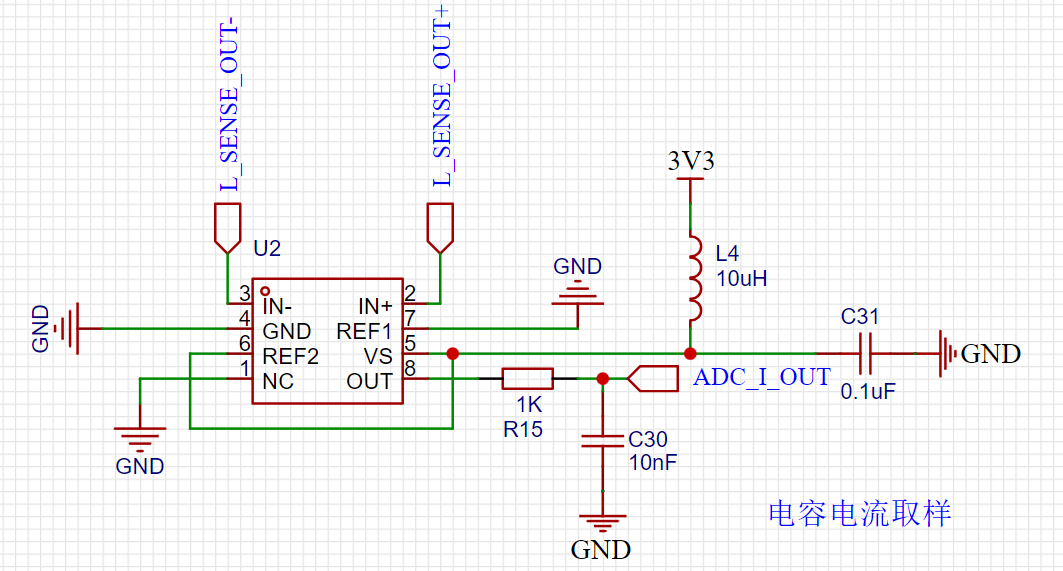 L_SENSE_OUT-
L_SENSE_OUT+
3V3
U2
L4
10uH
GND
3
IN-
IN+
2
C31
GND
4
GND
REF1
7
6
REF2
VS
5
GND
1
NC
OUT
8
ADC_I_OUT
0.1uF
1K
R15
C30
10nF
GND
电容电流取样
GND